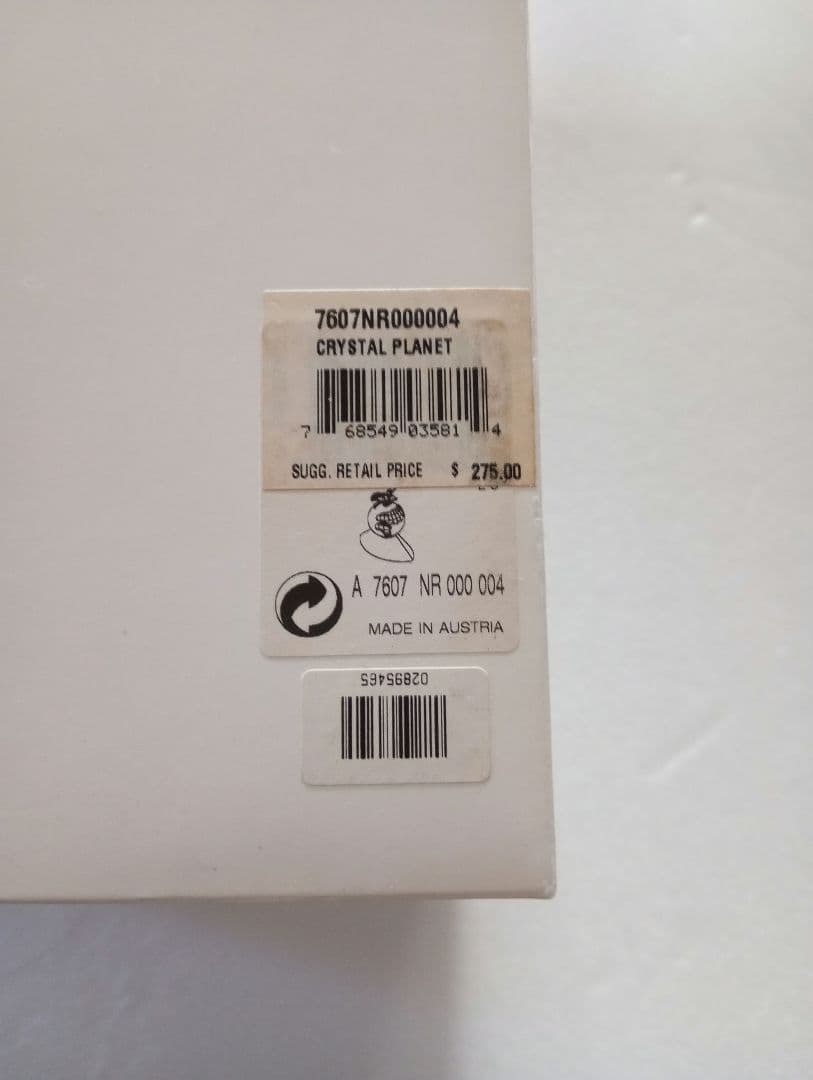 7607NR000004
CRYSTAL PLANET
7 68549 03581 4
SUGG. RETAIL PRICE $ 275.00
A 7607 NR 000 004
MADE IN AUSTRIA
02895465